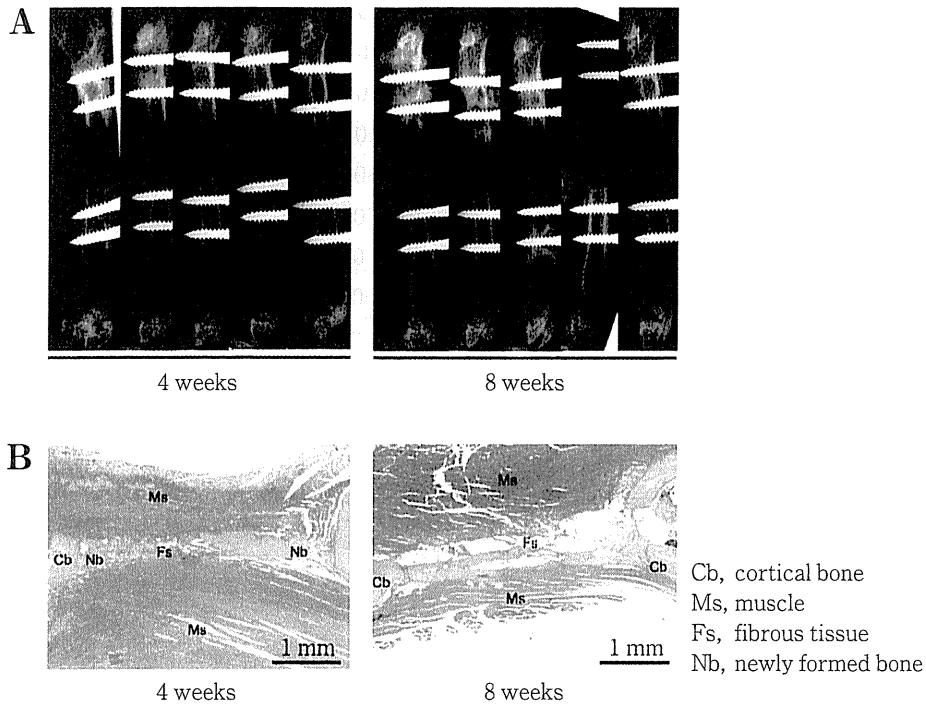 A
4 weeks
8 weeks
B
Ms
Cb
Nb
Fs
Nb
Ms
1 mm
4 weeks
Ms
Fs
Cb
Cb
Ms
1 mm
8 weeks
Cb, cortical bone
Ms, muscle
Fs, fibrous tissue
Nb, newly formed bone